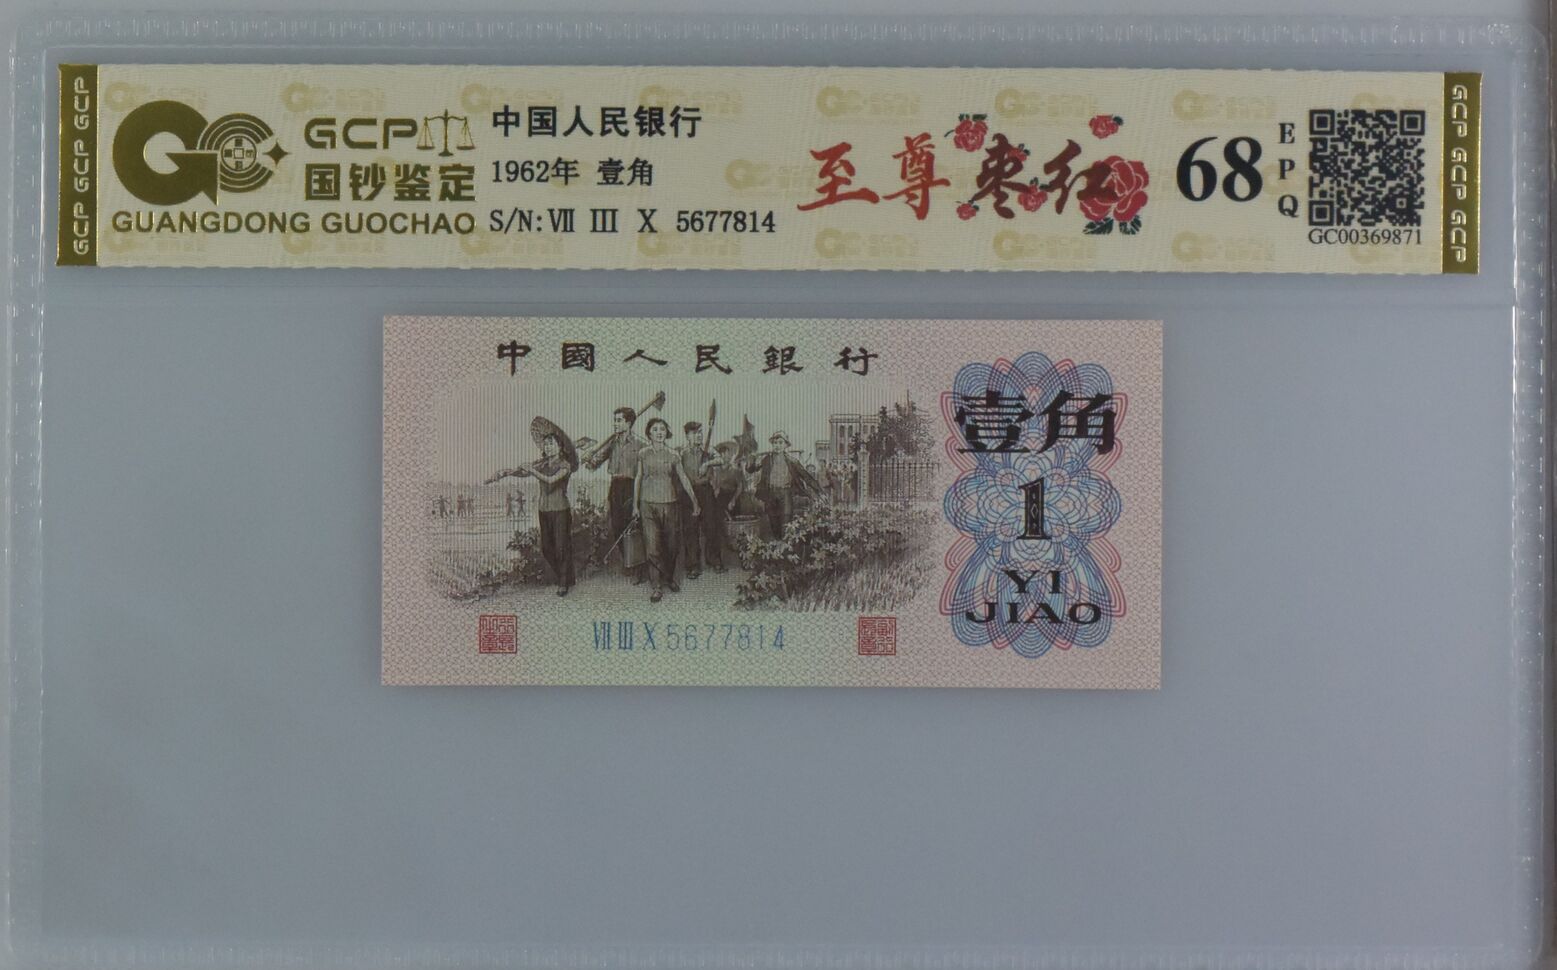 GCP GCP GCP
GCP
国钞鉴定
GUANGDONG GUOCHAO
中国人民银行
1962年 壹角
S/N: Ⅶ Ⅲ Ⅹ 5677814
至尊枣红
68
EPQ
GC00369871
GCP GCP GCP
中國人民銀行
壹角
1
YI
JIAO
Ⅶ Ⅲ Ⅹ 5677814